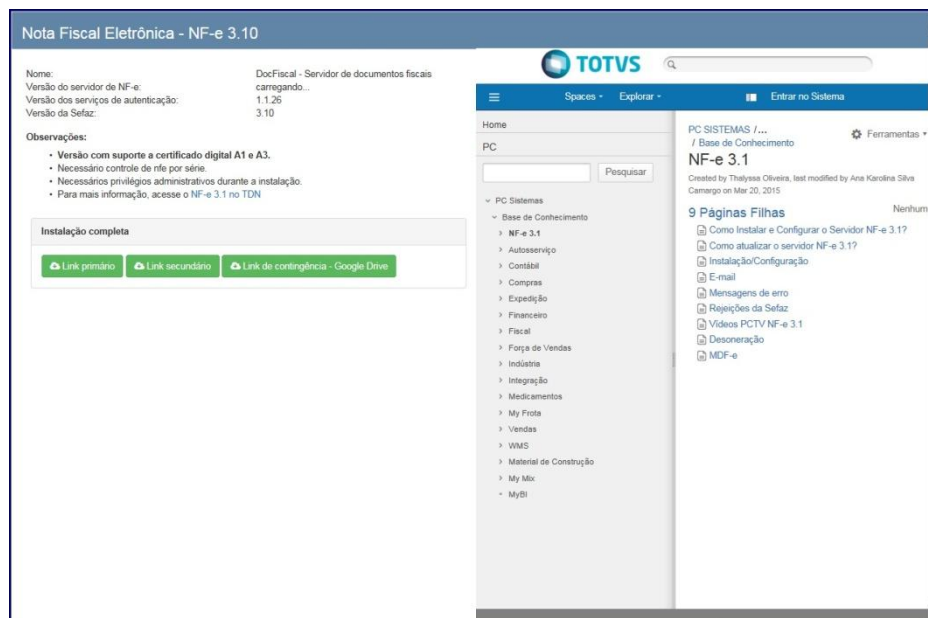 Nota Fiscal Eletrônica - NF-e 3.10
Nome: DocFiscal - Servidor de documentos fiscais
Versão do servidor de NF-e: carregando...
Versão dos serviços de autenticação: 1.1.26
Versão da Sefaz: 3.10
Observações:
• Versão com suporte a certificado digital A1 e A3.
• Necessário controle de nfe por série.
• Necessários privilégios administrativos durante a instalação.
• Para mais informação, acesse o NF-e 3.1 no TDN
Instalação completa
Link primário Link secundário Link de contingência - Google Drive
TOTVS
Spaces Explorar Entrar no Sistema
Home
PC
Pesquisar
PC Sistemas
Base de Conhecimento
NF-e 3.1
Autosserviço
Contábil
Compras
Expedição
Financeiro
Fiscal
Força de Vendas
Indústria
Integração
Medicamentos
My Frota
Vendas
WMS
Material de Construção
My Mix
MyBI
PC SISTEMAS /...
/ Base de Conhecimento
Ferramentas
NF-e 3.1
Created by Thalyssa Oliveira, last modified by Ana Karolina Silva
Camargo on Mar 20, 2015
9 Páginas Filhas Nenhum
Como Instalar e Configurar o Servidor NF-e 3.1?
Como atualizar o servidor NF-e 3.1?
Instalação/Configuração
E-mail
Mensagens de erro
Rejeições da Sefaz
Vídeos PCTV NF-e 3.1
Desoneração
MDF-e